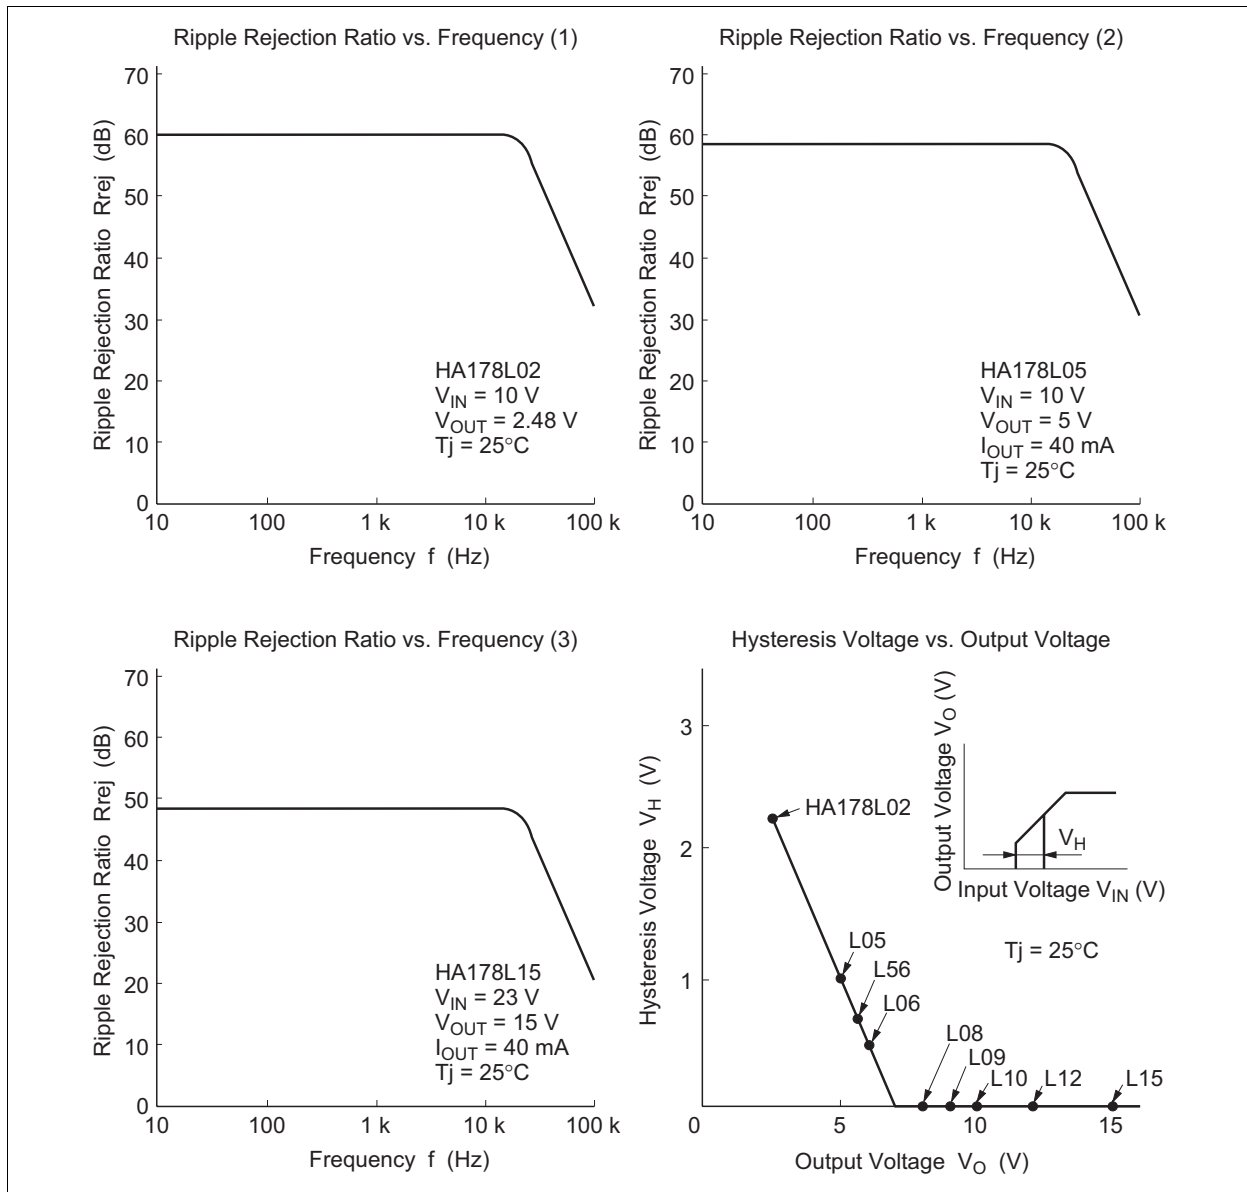 Ripple Rejection Ratio vs. Frequency (1)
Ripple Rejection Ratio Rrej (dB)
70
60
50
40
30
20
10
0
HA178L02
VIN = 10 V
VOUT = 2.48 V
Tj = 25°C
10 100 1 k 10 k 100 k
Frequency f (Hz)
Ripple Rejection Ratio vs. Frequency (2)
Ripple Rejection Ratio Rrej (dB)
70
60
50
40
30
20
10
0
HA178L05
VIN = 10 V
VOUT = 5 V
IOUT = 40 mA
Tj = 25°C
10 100 1 k 10 k 100 k
Frequency f (Hz)
Ripple Rejection Ratio vs. Frequency (3)
Ripple Rejection Ratio Rrej (dB)
70
60
50
40
30
20
10
0
HA178L15
VIN = 23 V
VOUT = 15 V
IOUT = 40 mA
Tj = 25°C
10 100 1 k 10 k 100 k
Frequency f (Hz)
Hysteresis Voltage vs. Output Voltage
Hysteresis Voltage VH (V)
3
2
1
Output Voltage VO (V)
VH
Input Voltage VIN (V)
Tj = 25°C
HA178L02
L05
L56
L06
L08
L09
L10
L12
L15
0 5 10 15
Output Voltage VO (V)